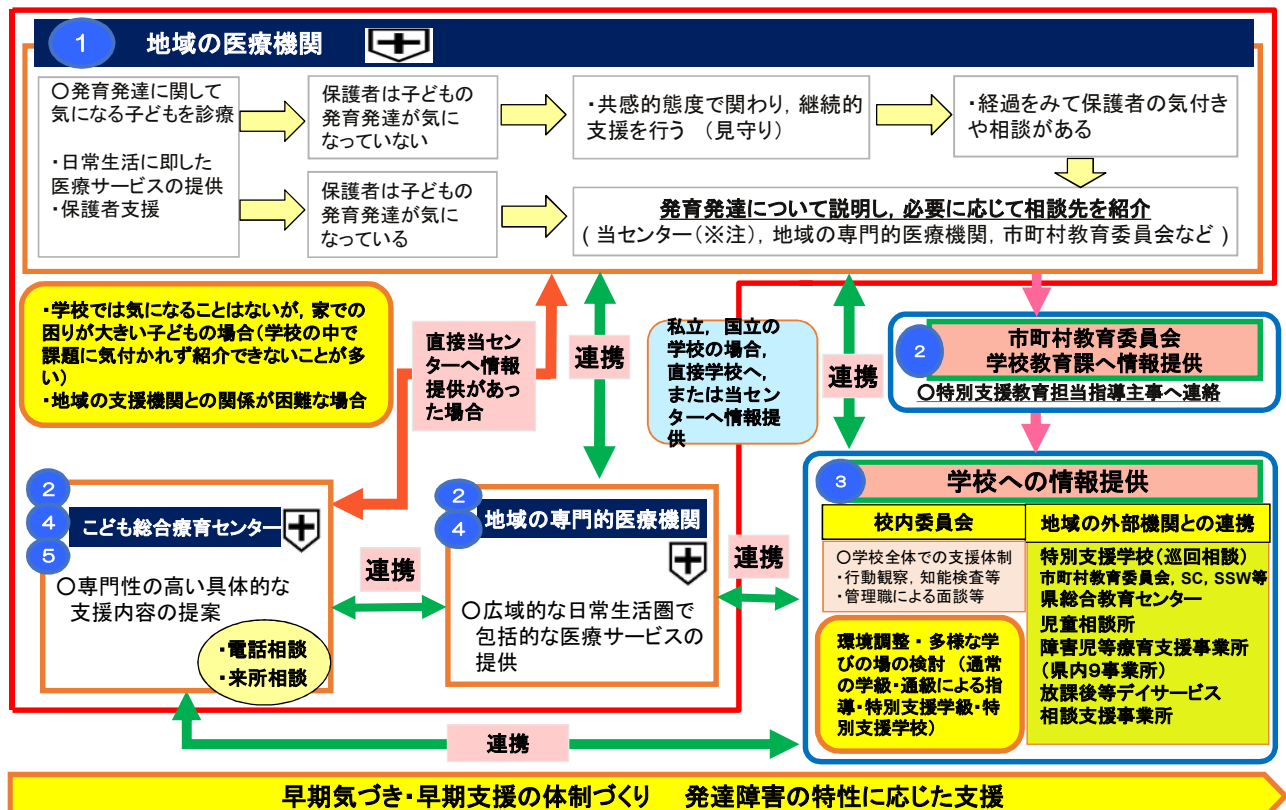 1 地域の医療機関
○発育発達に関して
気になる子どもを診療
・日常生活に即した
医療サービスの提供
・保護者支援
保護者は子どもの
発育発達が気に
なっていない
・共感的態度で関わり，継続的
支援を行う （見守り）
・経過をみて保護者の気付き
や相談がある
保護者は子どもの
発育発達が気に
なっている
発育発達について説明し，必要に応じて相談先を紹介
（ 当センター（※注），地域の専門的医療機関，市町村教育委員会など ）
・学校では気になることはないが，家での
困りが大きい子どもの場合（学校の中で
課題に気付かれず紹介できないことが多
い）
・地域の支援機関との関係が困難な場合
直接当セン
ターへ情報
提供があっ
た場合
連携
私立，国立の
学校の場合，
直接学校へ，
または当セン
ターへ情報提
供
連携
2
市町村教育委員会
学校教育課へ情報提供
○特別支援教育担当指導主事へ連絡
2
4
5
こども総合療育センター
○専門性の高い具体的な
支援内容の提案
・電話相談
・来所相談
連携
2
4
地域の専門的医療機関
○広域的な日常生活圏で
包括的な医療サービスの
提供
連携
3
学校への情報提供
校内委員会
○学校全体での支援体制
・行動観察，知能検査等
・管理職による面談等
環境調整・多様な学
びの場の検討 （通常
の学級・通級による指
導・特別支援学級・特
別支援学校）
地域の外部機関との連携
特別支援学校（巡回相談）
市町村教育委員会，SC，SSW等
県総合教育センター
児童相談所
障害児等療育支援事業所
（県内９事業所）
放課後等デイサービス
相談支援事業所
連携
早期気づき・早期支援の体制づくり 発達障害の特性に応じた支援